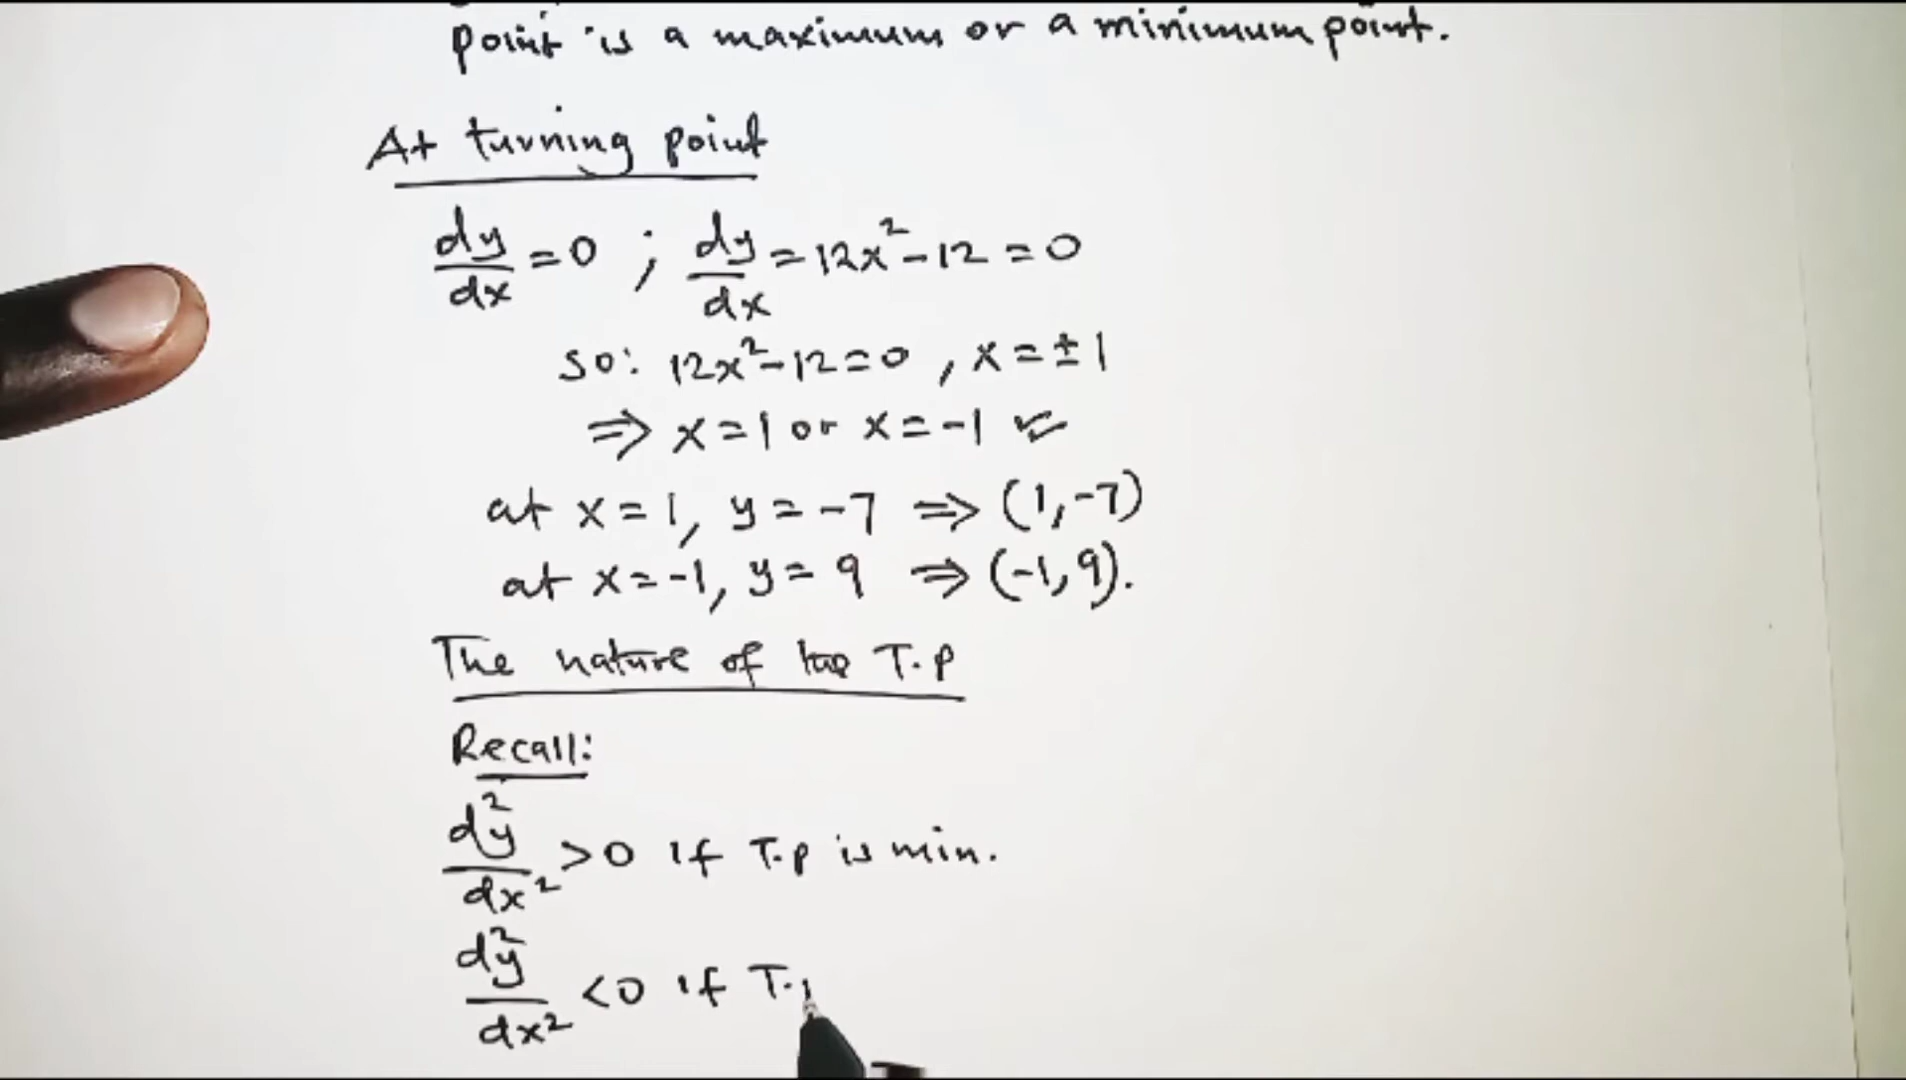 point is a maximum or a minimum point.
At turning point
dy/dx = 0 ; dy/dx = 12x² - 12 = 0
so: 12x² - 12 = 0 , x = ± 1
⇒ x = 1 or x = -1 ✓
at x = 1, y = -7 ⇒ (1, -7)
at x = -1, y = 9 ⇒ (-1, 9).
The nature of the T.P
Recall:
d²y/dx² > 0 if T.p is min.
d²y/dx² < 0 if T.